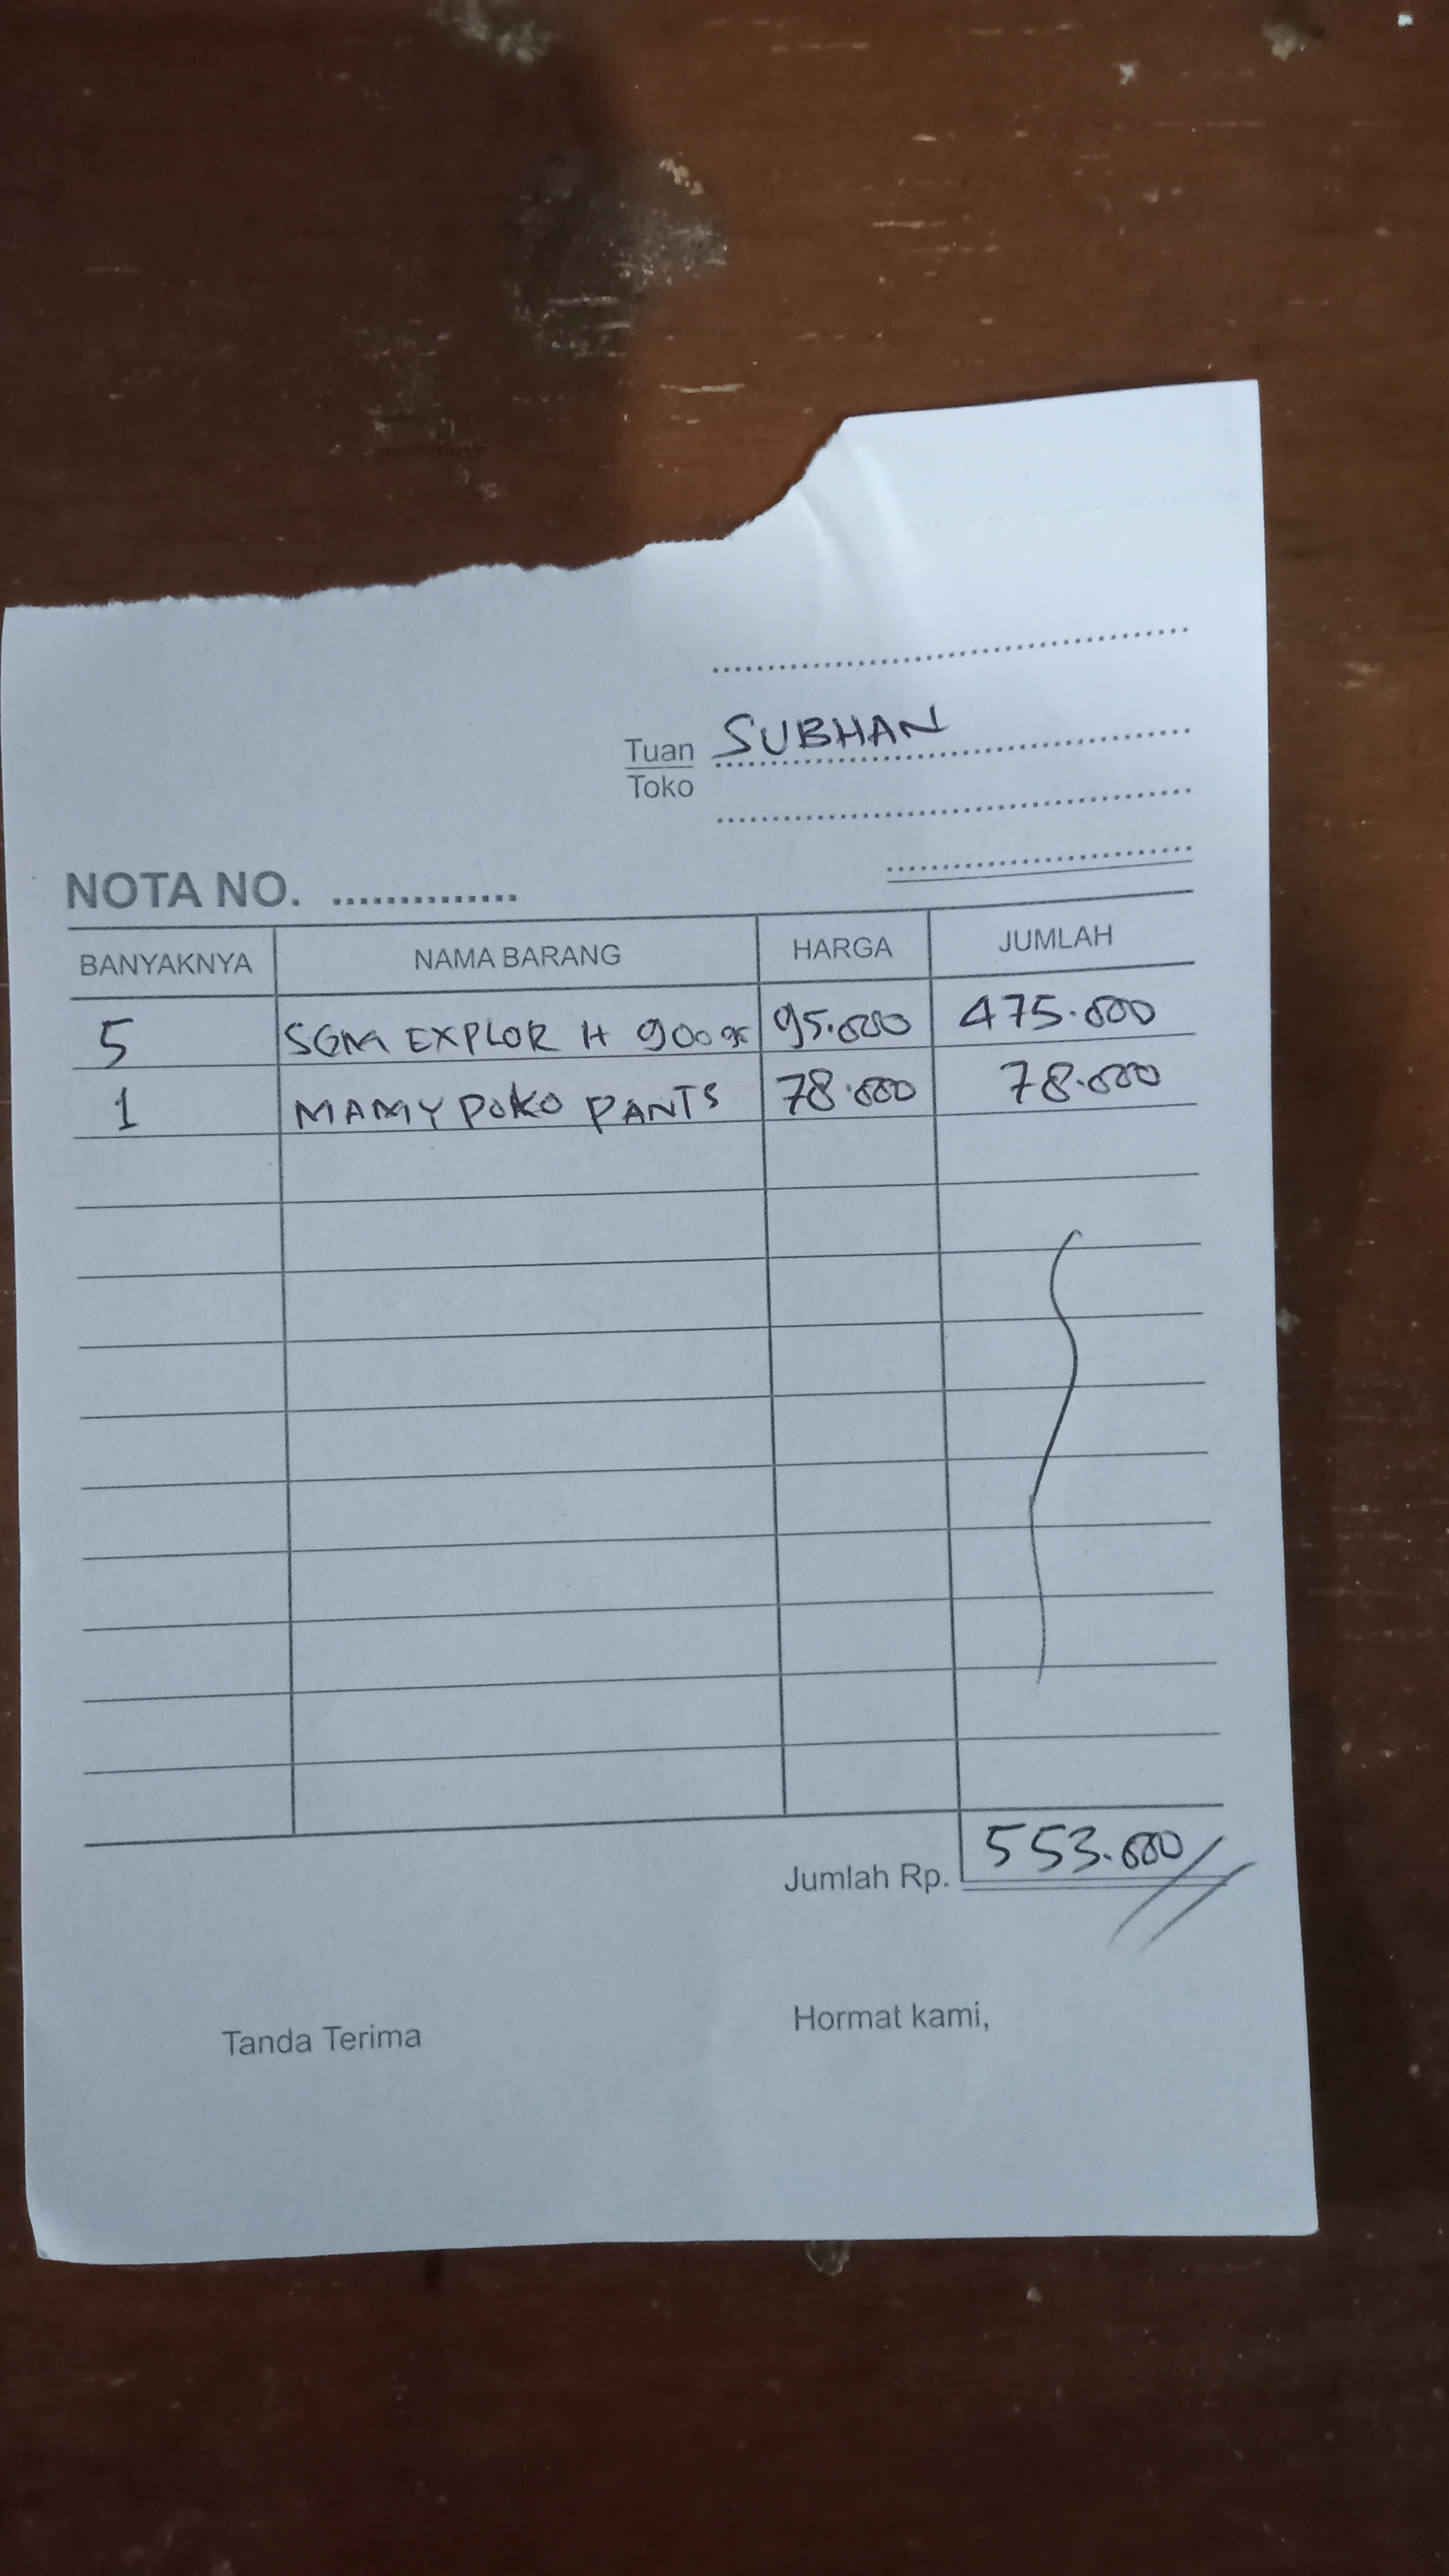 SUBHAN
Tuan
Toko
NOTA NO. ..............
BANYAKNYA NAMA BARANG HARGA JUMLAH
5 SGM EXPLOR 1+ 900 gr 95.000 475.000
1 MAMY POKO PANTS 78.000 78.000
Jumlah Rp. 553.000
Tanda Terima Hormat kami,